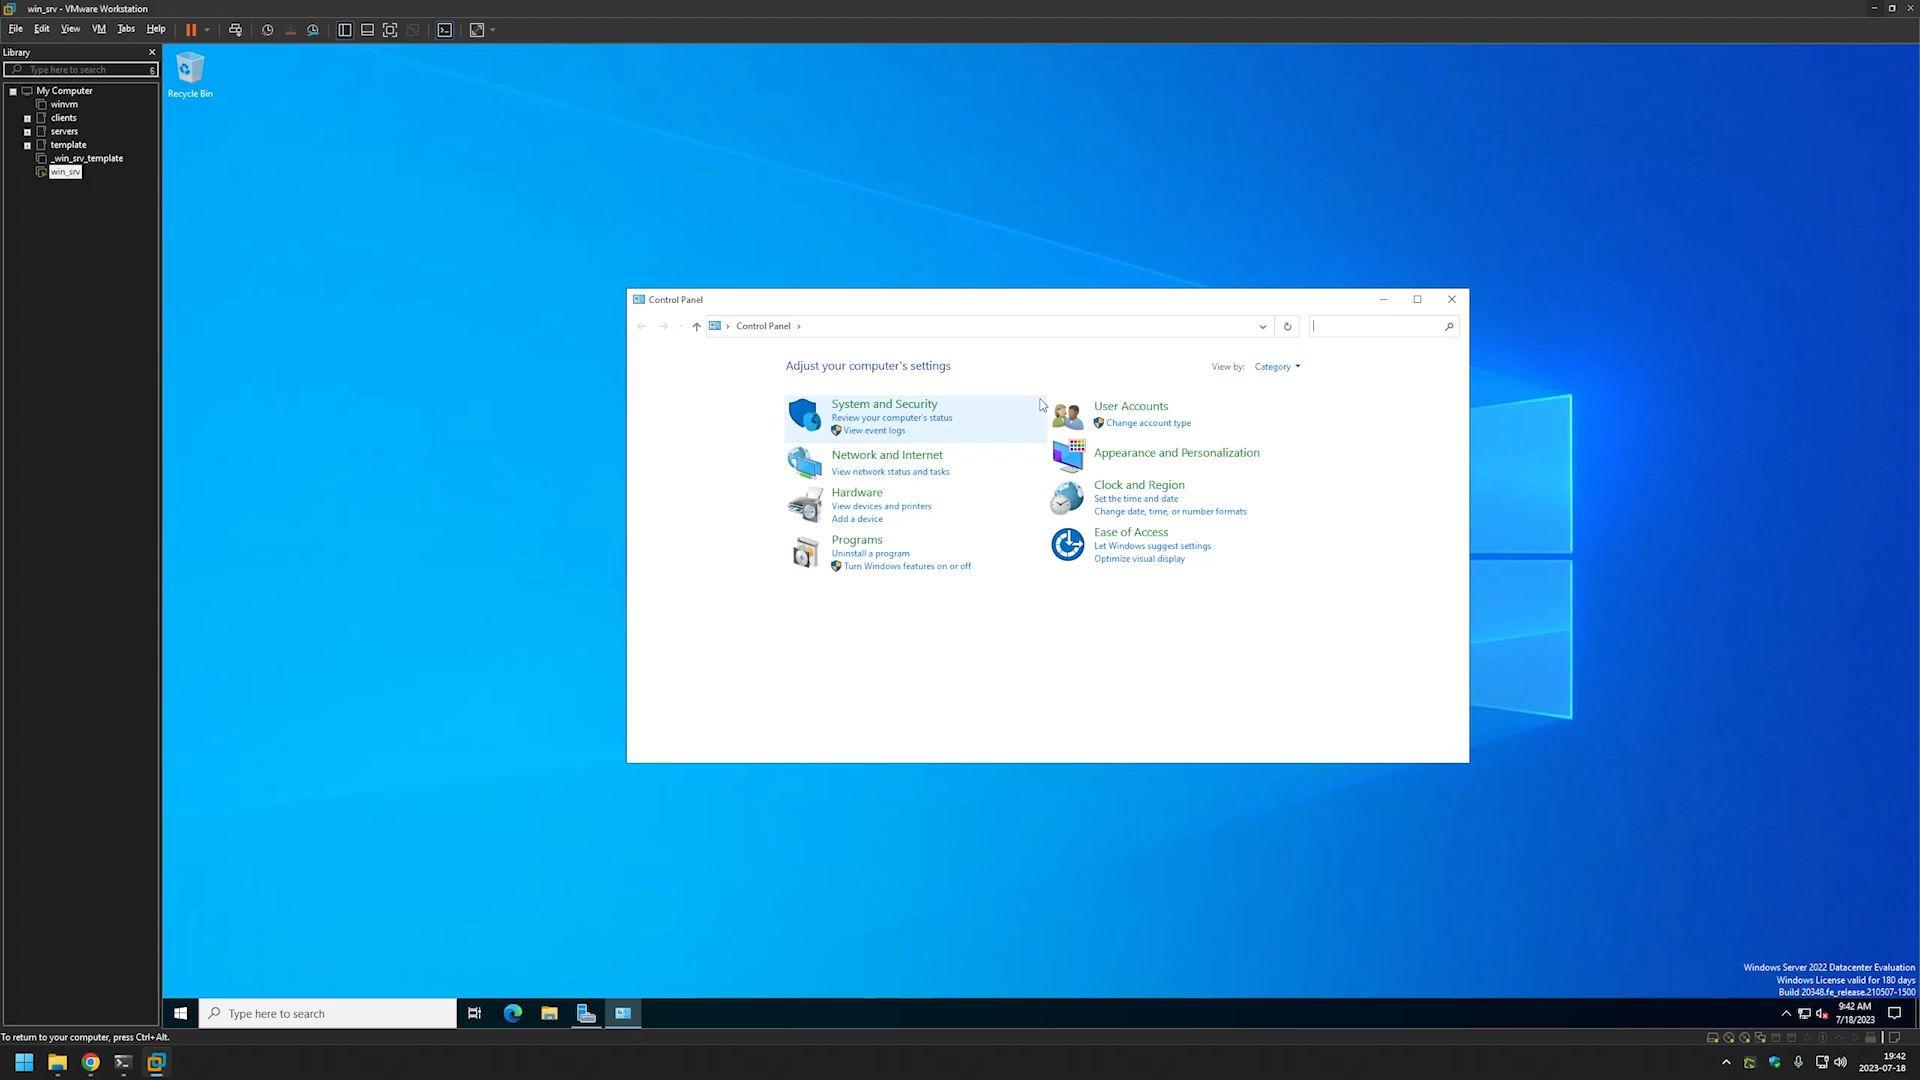 win_srv - VMware Workstation
File Edit View VM Tabs Help
Library
Type here to search 6
My Computer
winvm
clients
servers
template
_win_srv_template
win_srv
Recycle Bin
Control Panel
Control Panel
Adjust your computer's settings
View by: Category
System and Security
Review your computer's status
View event logs
Network and Internet
View network status and tasks
Hardware
View devices and printers
Add a device
Programs
Uninstall a program
Turn Windows features on or off
User Accounts
Change account type
Appearance and Personalization
Clock and Region
Set the time and date
Change date, time, or number formats
Ease of Access
Let Windows suggest settings
Optimize visual display
Windows Server 2022 Datacenter Evaluation
Windows License valid for 180 days
Build 20348.fe_release.210507-1500
Type here to search
9:42 AM
7/18/2023
To return to your computer, press Ctrl+Alt.
19:42
2023-07-18